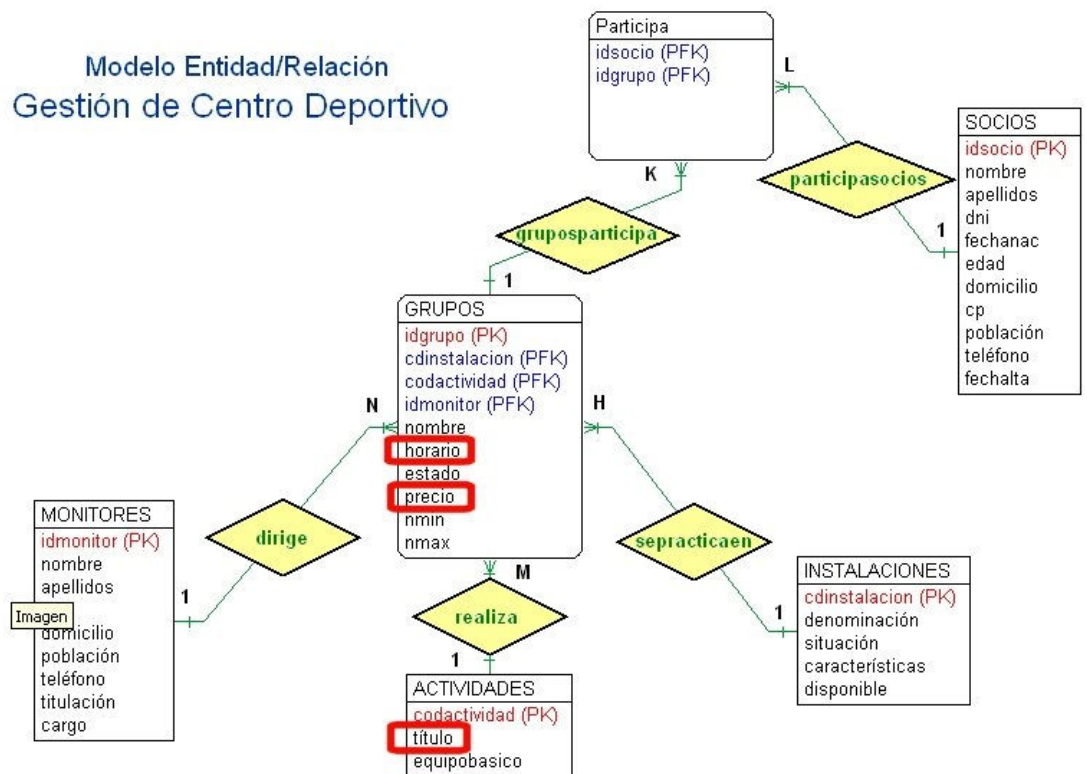 Modelo Entidad/Relación
Gestión de Centro Deportivo
Participa
idsocio (PFK)
idgrupo (PFK)
L
K
participasocios
1
SOCIOS
idsocio (PK)
nombre
apellidos
dni
fechanac
edad
domicilio
cp
población
teléfono
fechalta
gruposparticipa
1
GRUPOS
idgrupo (PK)
cdinstalacion (PFK)
codactividad (PFK)
idmonitor (PFK)
nombre
horario
estado
precio
nmin
nmax
N
H
dirige
1
MONITORES
idmonitor (PK)
nombre
apellidos
Imagen
domicilio
población
teléfono
titulación
cargo
M
realiza
1
ACTIVIDADES
codactividad (PK)
título
equipobasico
sepracticaen
1
INSTALACIONES
cdinstalacion (PK)
denominación
situación
características
disponible